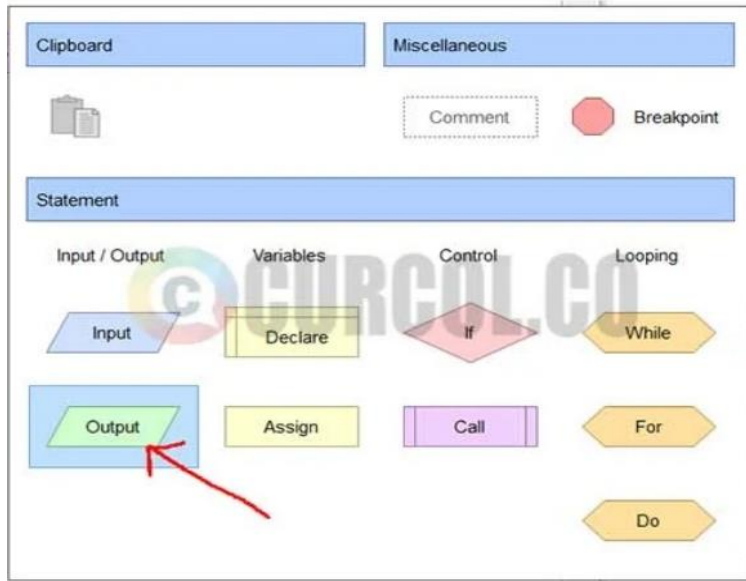 Clipboard
Miscellaneous
Comment
Breakpoint
Statement
Input / Output
Variables
Control
Looping
CURCOL.CO
Input
Declare
If
While
Output
Assign
Call
For
Do